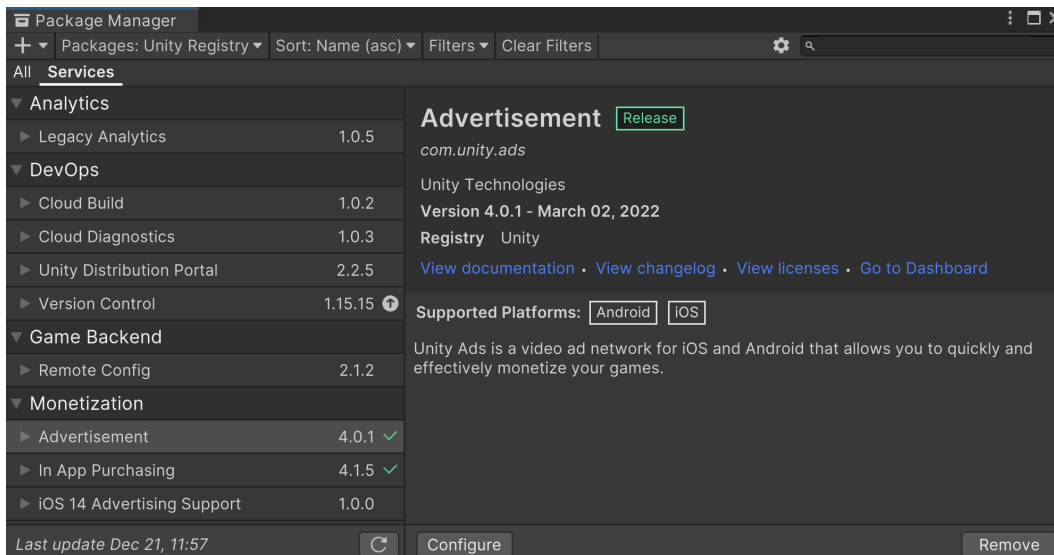 Package Manager
Packages: Unity Registry Sort: Name (asc) Filters Clear Filters
All Services
Analytics
Legacy Analytics 1.0.5
DevOps
Cloud Build 1.0.2
Cloud Diagnostics 1.0.3
Unity Distribution Portal 2.2.5
Version Control 1.15.15
Game Backend
Remote Config 2.1.2
Monetization
Advertisement 4.0.1
In App Purchasing 4.1.5
iOS 14 Advertising Support 1.0.0
Last update Dec 21, 11:57
Advertisement Release
com.unity.ads
Unity Technologies
Version 4.0.1 - March 02, 2022
Registry Unity
View documentation • View changelog • View licenses • Go to Dashboard
Supported Platforms: Android iOS
Unity Ads is a video ad network for iOS and Android that allows you to quickly and
effectively monetize your games.
Configure Remove